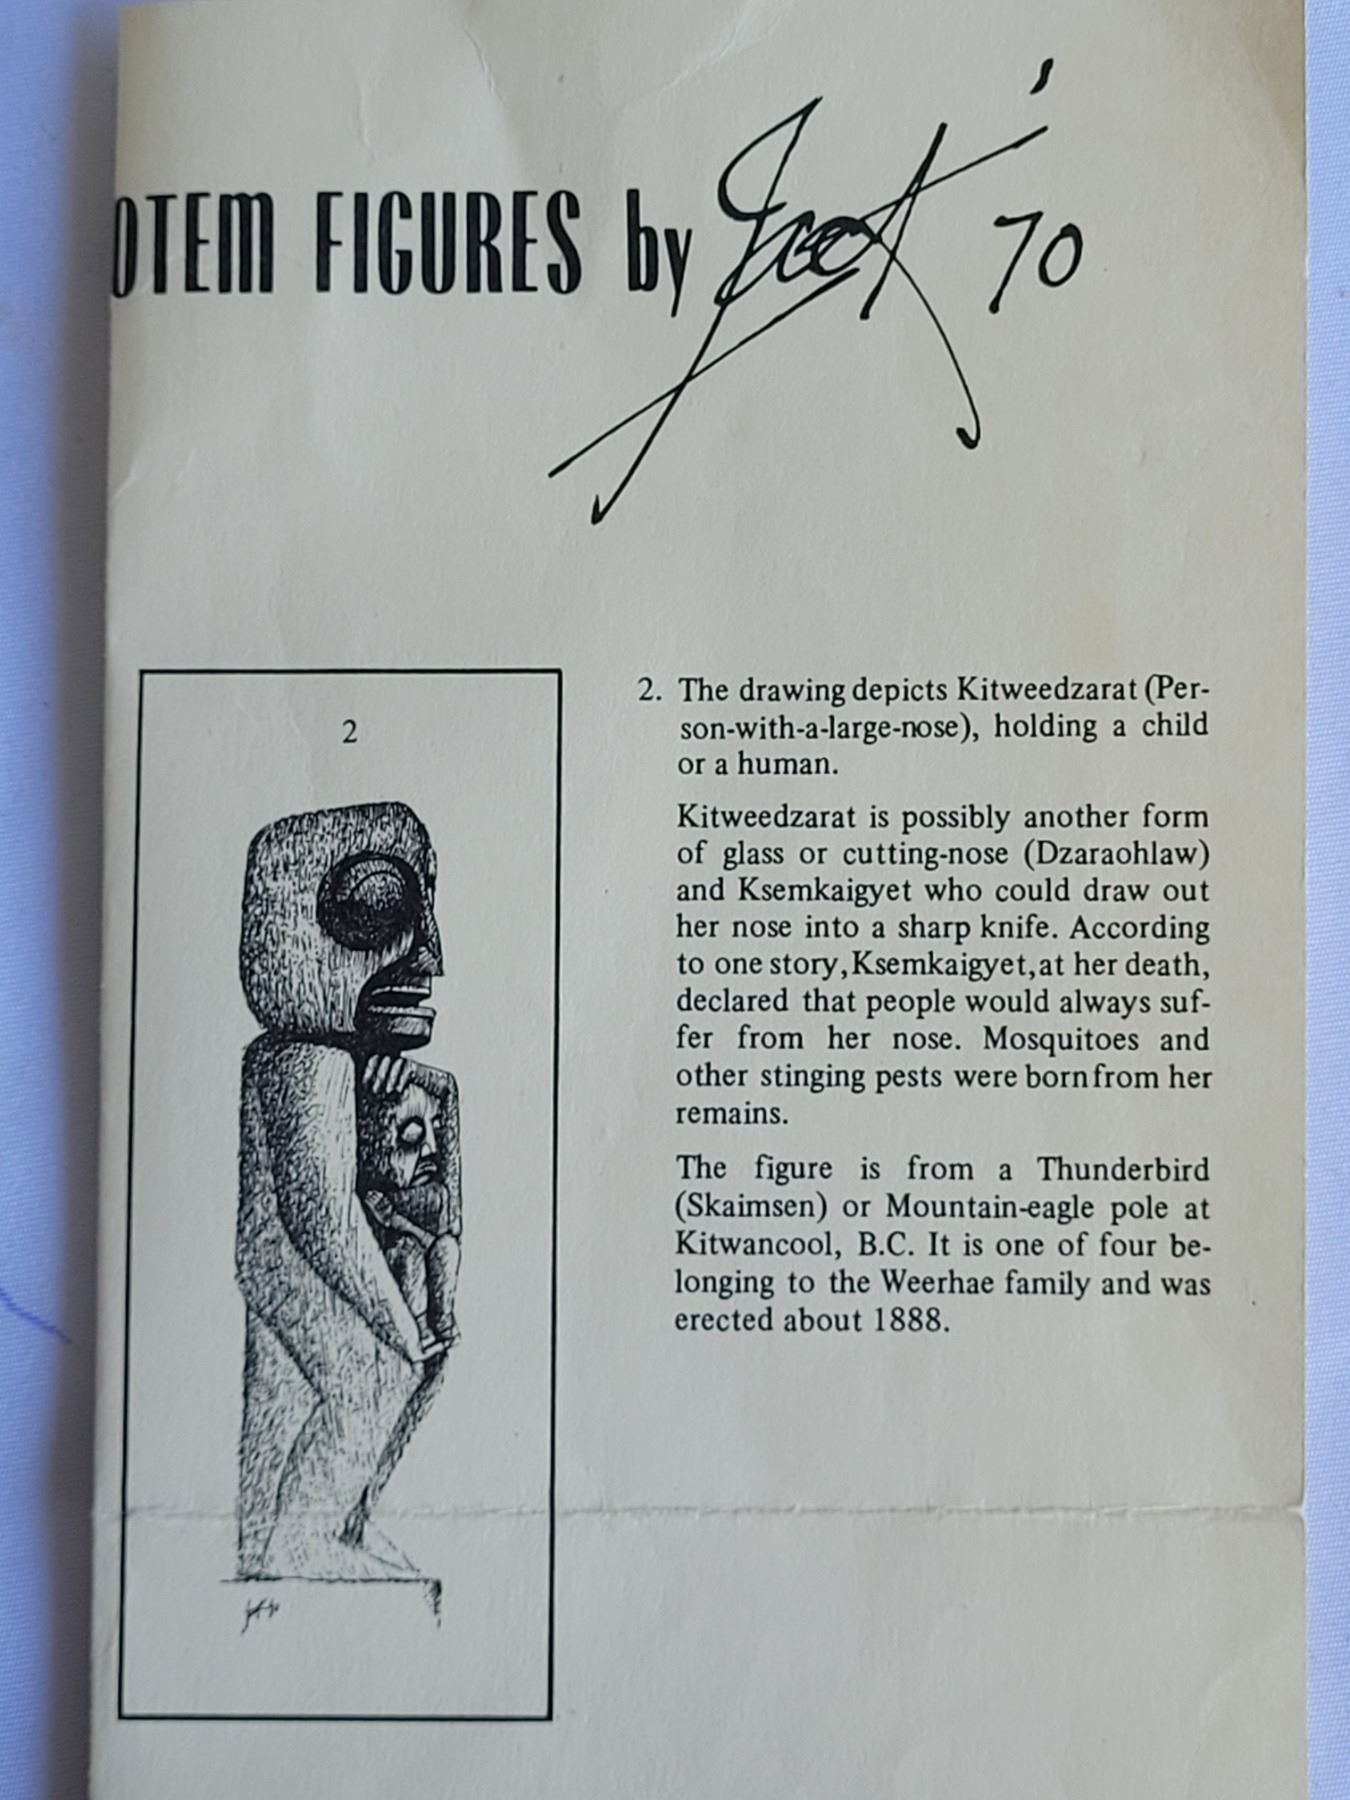 OTEM FIGURES by
'70
2
2. The drawing depicts Kitweedzarat (Per-
son-with-a-large-nose), holding a child
or a human.
Kitweedzarat is possibly another form
of glass or cutting-nose (Dzaraohlaw)
and Ksemkaigyet who could draw out
her nose into a sharp knife. According
to one story, Ksemkaigyet, at her death,
declared that people would always suf-
fer from her nose. Mosquitoes and
other stinging pests were born from her
remains.
The figure is from a Thunderbird
(Skaimsen) or Mountain-eagle pole at
Kitwancool, B.C. It is one of four be-
longing to the Weerhae family and was
erected about 1888.